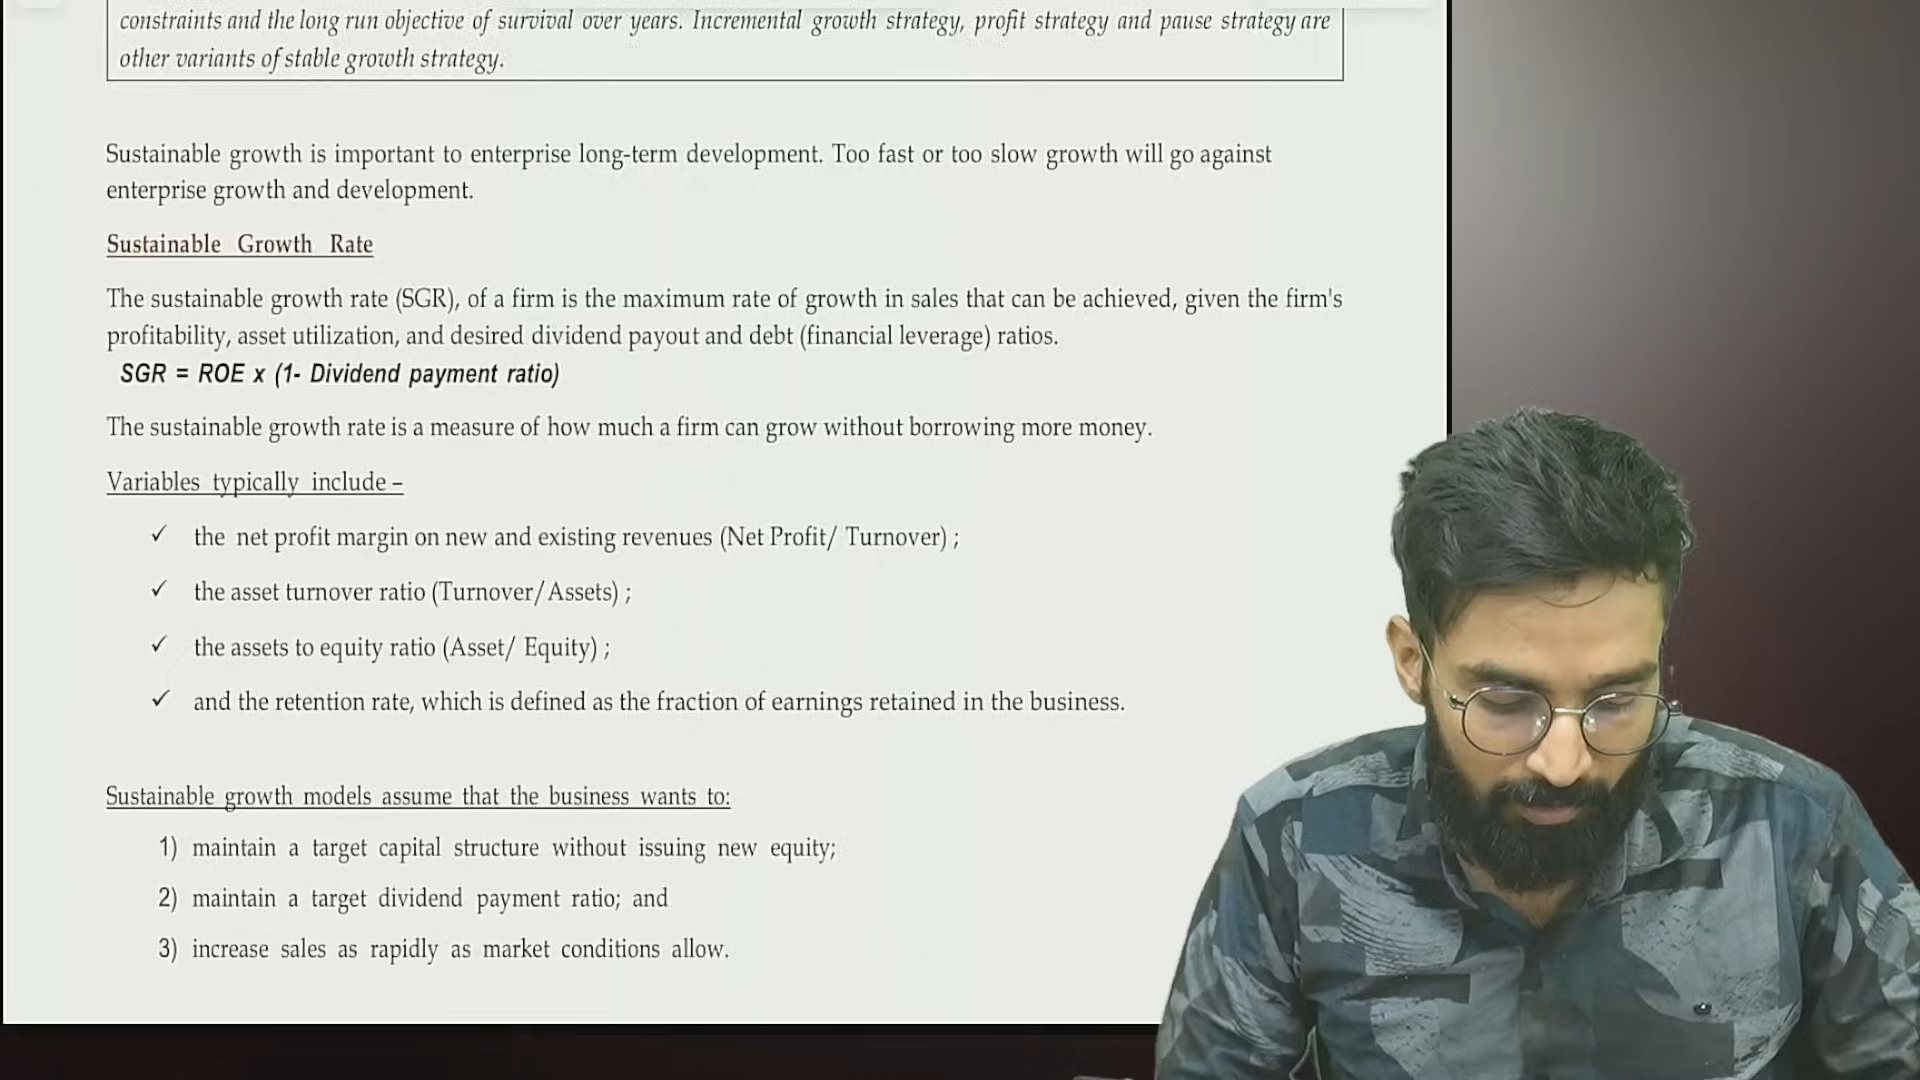 constraints and the long run objective of survival over years. Incremental growth strategy, profit strategy and pause strategy are
other variants of stable growth strategy.
Sustainable growth is important to enterprise long-term development. Too fast or too slow growth will go against
enterprise growth and development.
Sustainable Growth Rate
The sustainable growth rate (SGR), of a firm is the maximum rate of growth in sales that can be achieved, given the firm's
profitability, asset utilization, and desired dividend payout and debt (financial leverage) ratios.
SGR = ROE x (1- Dividend payment ratio)
The sustainable growth rate is a measure of how much a firm can grow without borrowing more money.
Variables typically include –
✓ the net profit margin on new and existing revenues (Net Profit/ Turnover) ;
✓ the asset turnover ratio (Turnover/Assets) ;
✓ the assets to equity ratio (Asset/ Equity) ;
✓ and the retention rate, which is defined as the fraction of earnings retained in the business.
Sustainable growth models assume that the business wants to:
1) maintain a target capital structure without issuing new equity;
2) maintain a target dividend payment ratio; and
3) increase sales as rapidly as market conditions allow.